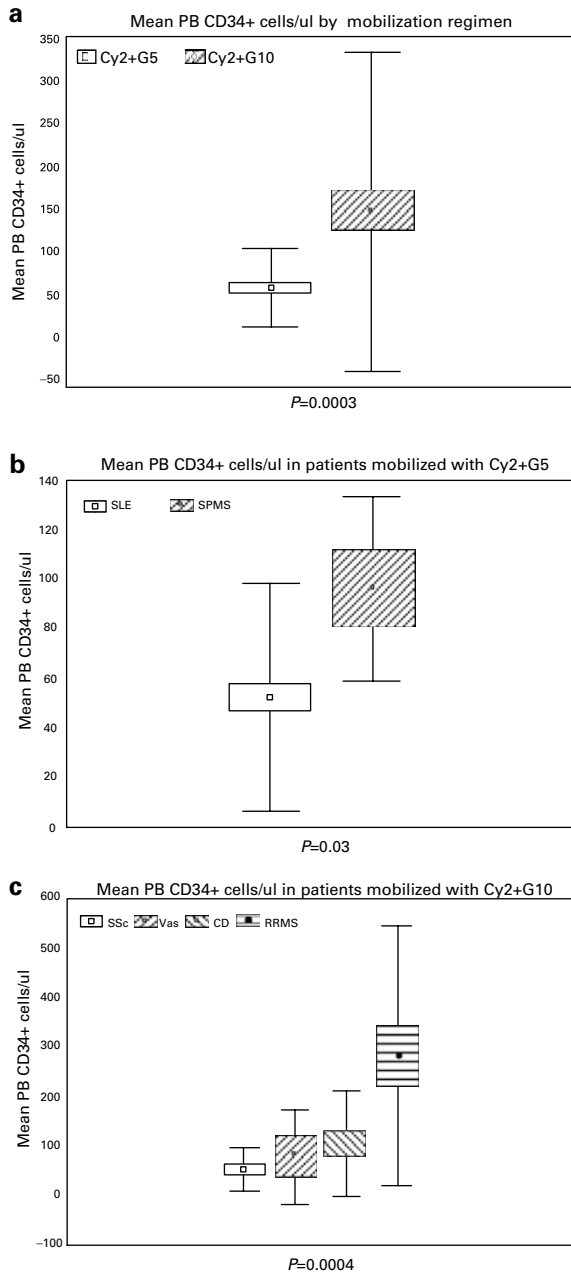 a
Mean PB CD34+ cells/ul by mobilization regimen
Mean PB CD34+ cells/ul
350
300
250
200
150
100
50
0
–50
Cy2+G5 Cy2+G10
P=0.0003
b
Mean PB CD34+ cells/ul in patients mobilized with Cy2+G5
Mean PB CD34+ cells/ul
140
120
100
80
60
40
20
0
SLE SPMS
P=0.03
c
Mean PB CD34+ cells/ul in patients mobilized with Cy2+G10
Mean PB CD34+ cells/ul
600
500
400
300
200
100
0
–100
SSc Vas CD RRMS
P=0.0004